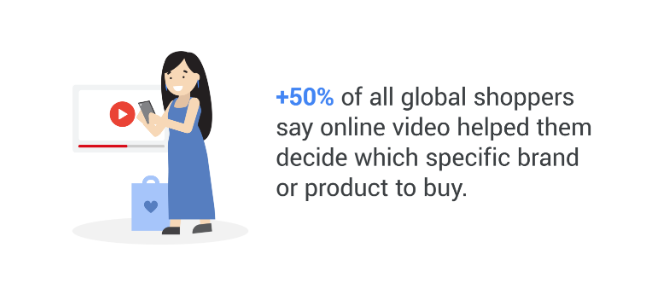 +50% of all global shoppers
say online video helped them
decide which specific brand
or product to buy.